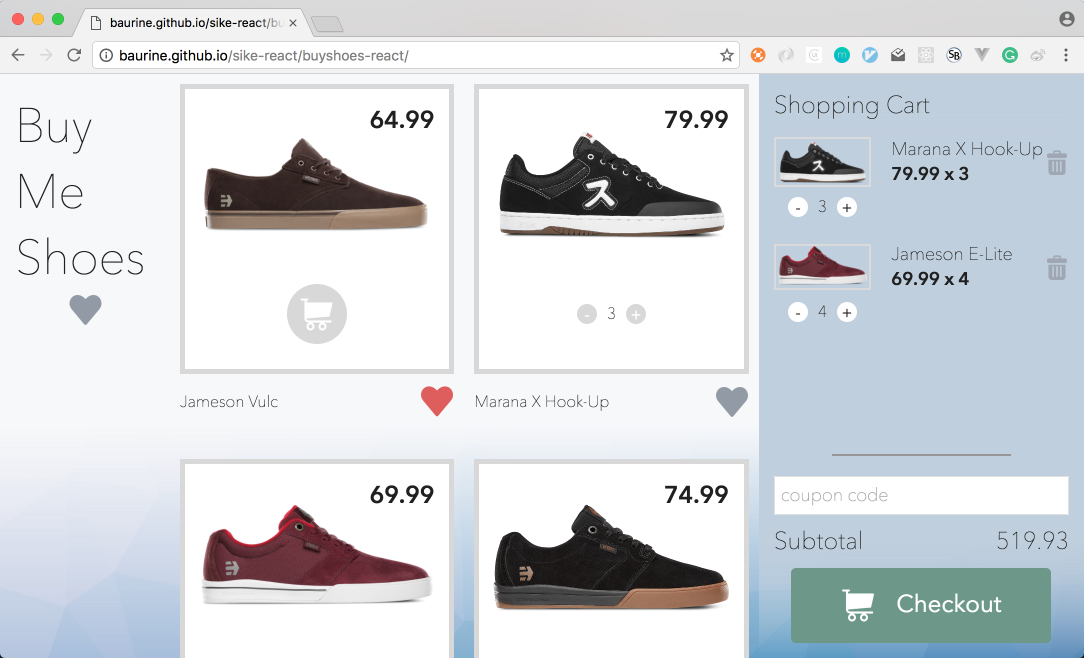 baurine.github.io/sike-react/bu
baurine.github.io/sike-react/buyshoes-react/
Buy
Me
Shoes
64.99
Jameson Vulc
79.99
- 3 +
Marana X Hook-Up
69.99
74.99
Shopping Cart
Marana X Hook-Up
79.99 x 3
- 3 +
Jameson E-Lite
69.99 x 4
- 4 +
coupon code
Subtotal 519.93
Checkout